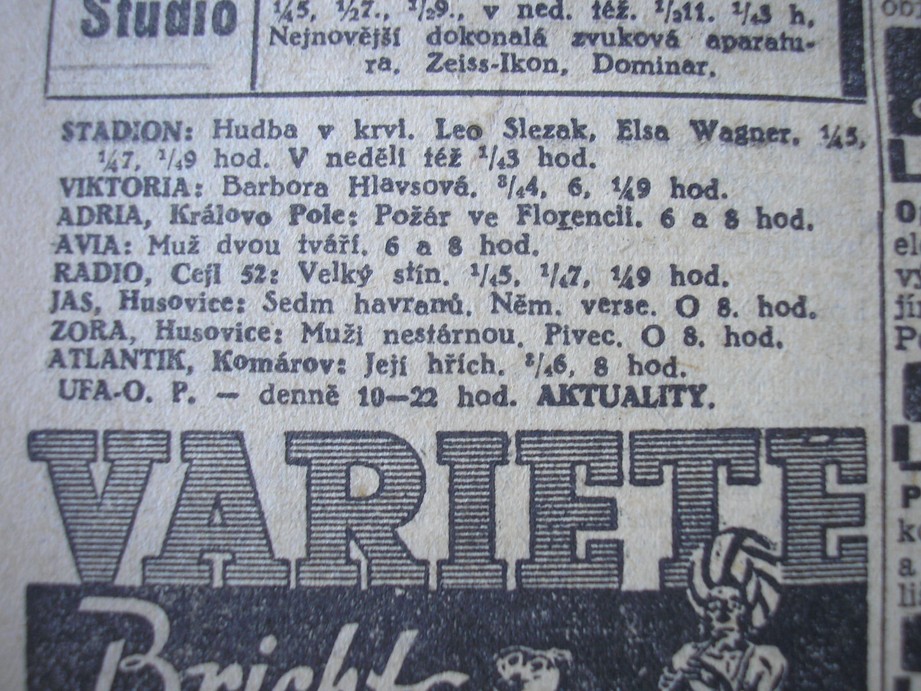 Studio
¼5, ½7., ½9., v ned. též. ½11. ¼3 h.
Nejnovější dokonalá zvuková aparatu-
ra. Zeiss-Ikon, Dominar.
STADION: Hudba v krvi. Leo Slezak, Elsa Wagner. ¼5,
¼7, ¼9 hod. V neděli též ¼3 hod.
VIKTORIA: Barbora Hlavsová. ¾4, 6, ¼9 hod.
ADRIA, Královo Pole: Požár ve Florencii. 6 a 8 hod.
AVIA: Muž dvou tváří. 6 a 8 hod.
RADIO, Cejl 52: Velký stín. ¼5, ¼7, ¼9 hod.
JAS, Husovice: Sedm havranů. Něm. verse. O 8. hod.
ZORA, Husovice: Muži nestárnou. Pivec. O 8. hod.
ATLANTIK, Komárov: Její hřích. ¾6, 8 hod.
UFA-O. P. — denně 10—22 hod. AKTUALITY.
VARIETE